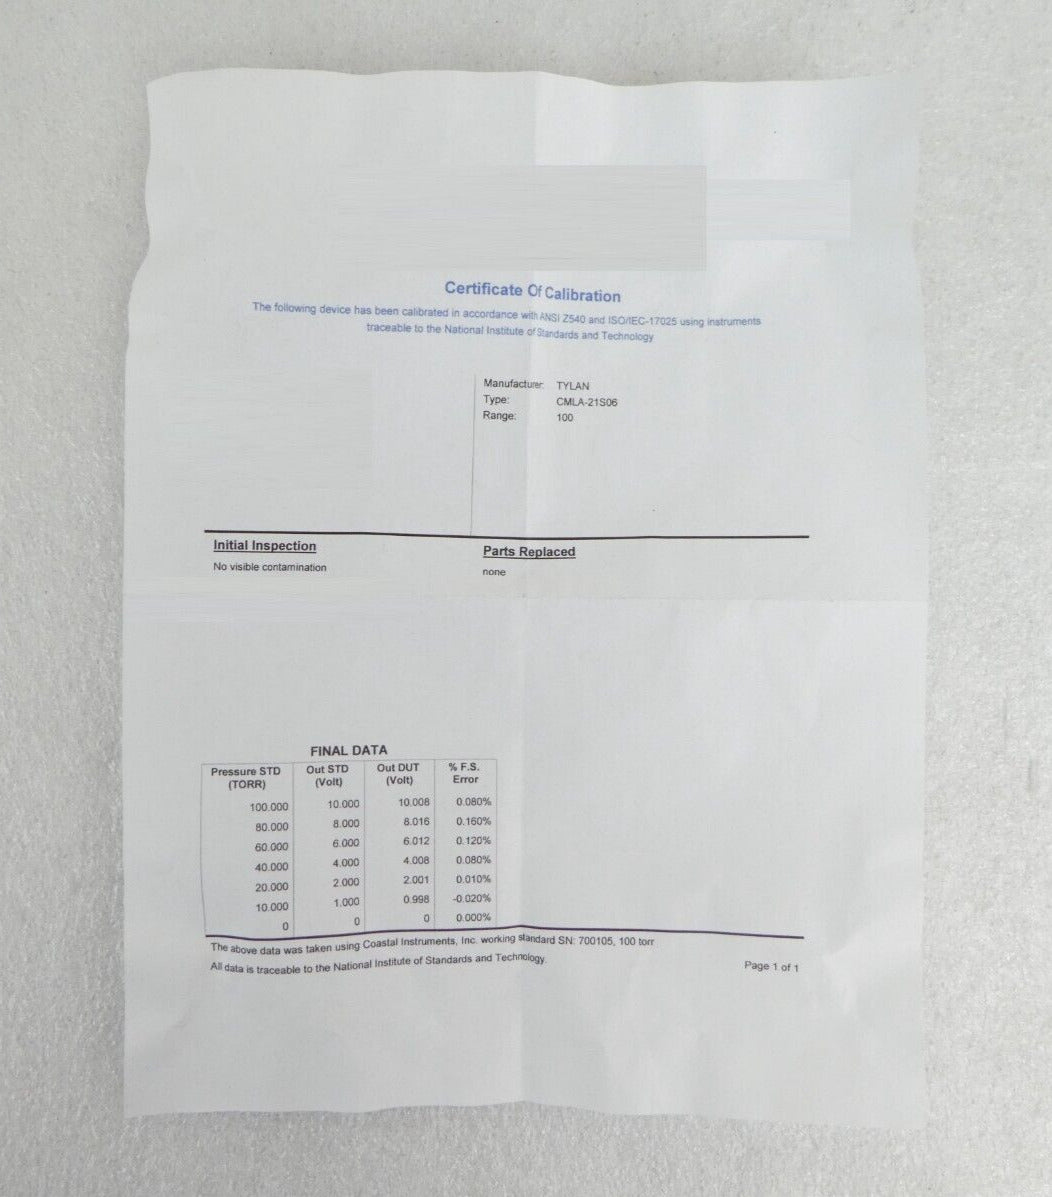 Certificate Of Calibration
The following device has been calibrated in accordance with ANSI Z540 and ISO/IEC-17025 using instruments
traceable to the National Institute of Standards and Technology
Manufacturer: TYLAN
Type: CMLA-21S06
Range: 100
Initial Inspection Parts Replaced
No visible contamination none
FINAL DATA
Pressure STD Out STD Out DUT % F.S.
(TORR) (Volt) (Volt) Error
100.000 10.000 10.008 0.080%
80.000 8.000 8.016 0.160%
60.000 6.000 6.012 0.120%
40.000 4.000 4.008 0.080%
20.000 2.000 2.001 0.010%
10.000 1.000 0.998 -0.020%
0 0 0 0.000%
The above data was taken using Coastal Instruments, Inc. working standard SN: 700105, 100 torr
All data is traceable to the National Institute of Standards and Technology.
Page 1 of 1